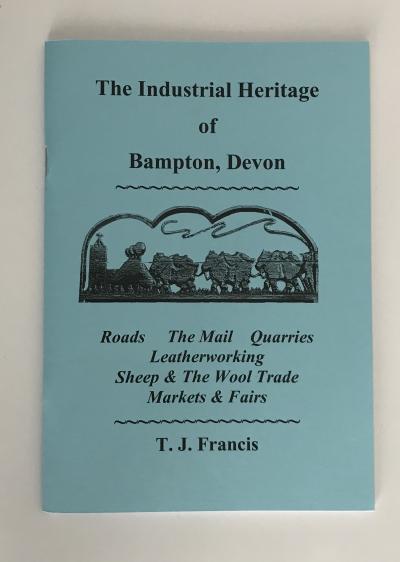 The Industrial Heritage
of
Bampton, Devon
Roads The Mail Quarries
Leatherworking
Sheep & The Wool Trade
Markets & Fairs
T. J. Francis